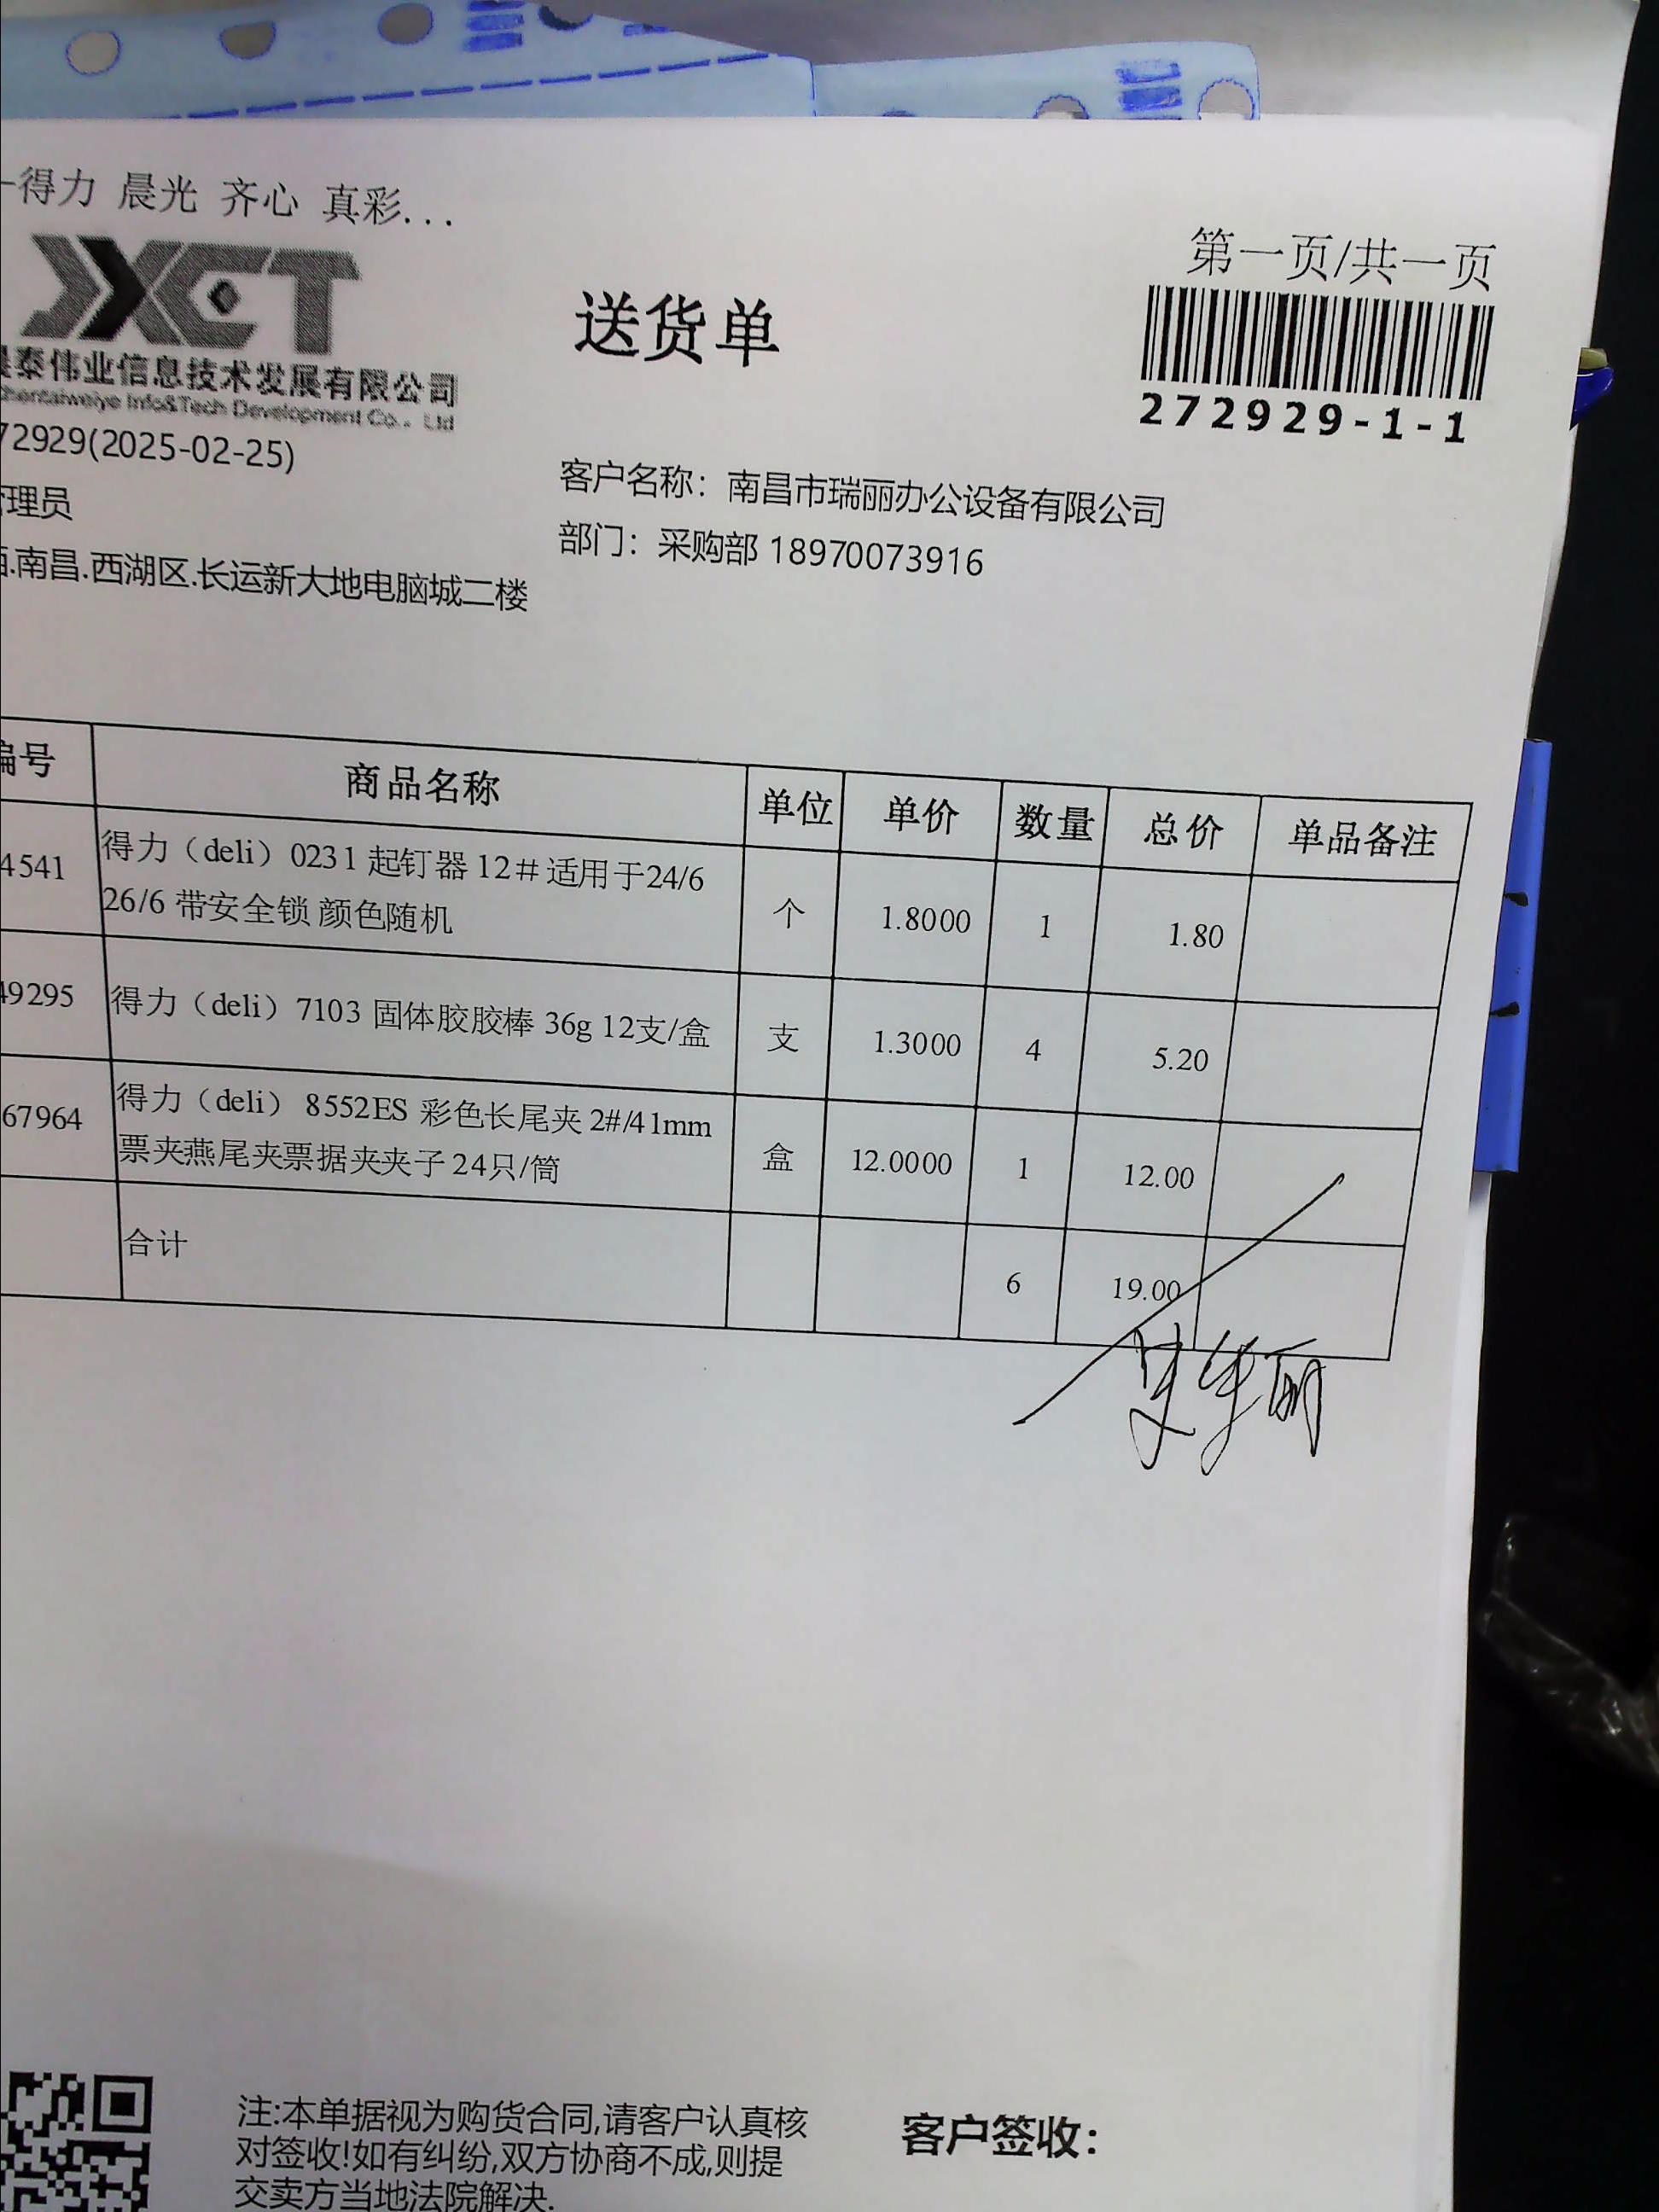 得力 晨光 齐心 真彩...
第一页/共一页
JXCT
送货单
泰伟业信息技术发展有限公司
chentaiweiye Info&Tech Development Co., Ltd
272929-1-1
72929(2025-02-25)
客户名称：南昌市瑞丽办公设备有限公司
管理员
部门：采购部 18970073916
.南昌.西湖区.长运新大地电脑城二楼
编号 商品名称 单位 单价 数量 总价 单品备注
4541 得力（deli）0231 起钉器 12＃适用于24/6
26/6 带安全锁 颜色随机 个 1.8000 1 1.80
49295 得力（deli）7103 固体胶胶棒 36g 12支/盒 支 1.3000 4 5.20
67964 得力（deli） 8552ES 彩色长尾夹 2#/41mm
票夹燕尾夹票据夹夹子 24只/筒 盒 12.0000 1 12.00
合计 6 19.00
注:本单据视为购货合同,请客户认真核
对签收!如有纠纷,双方协商不成,则提
交卖方当地法院解决.
客户签收：